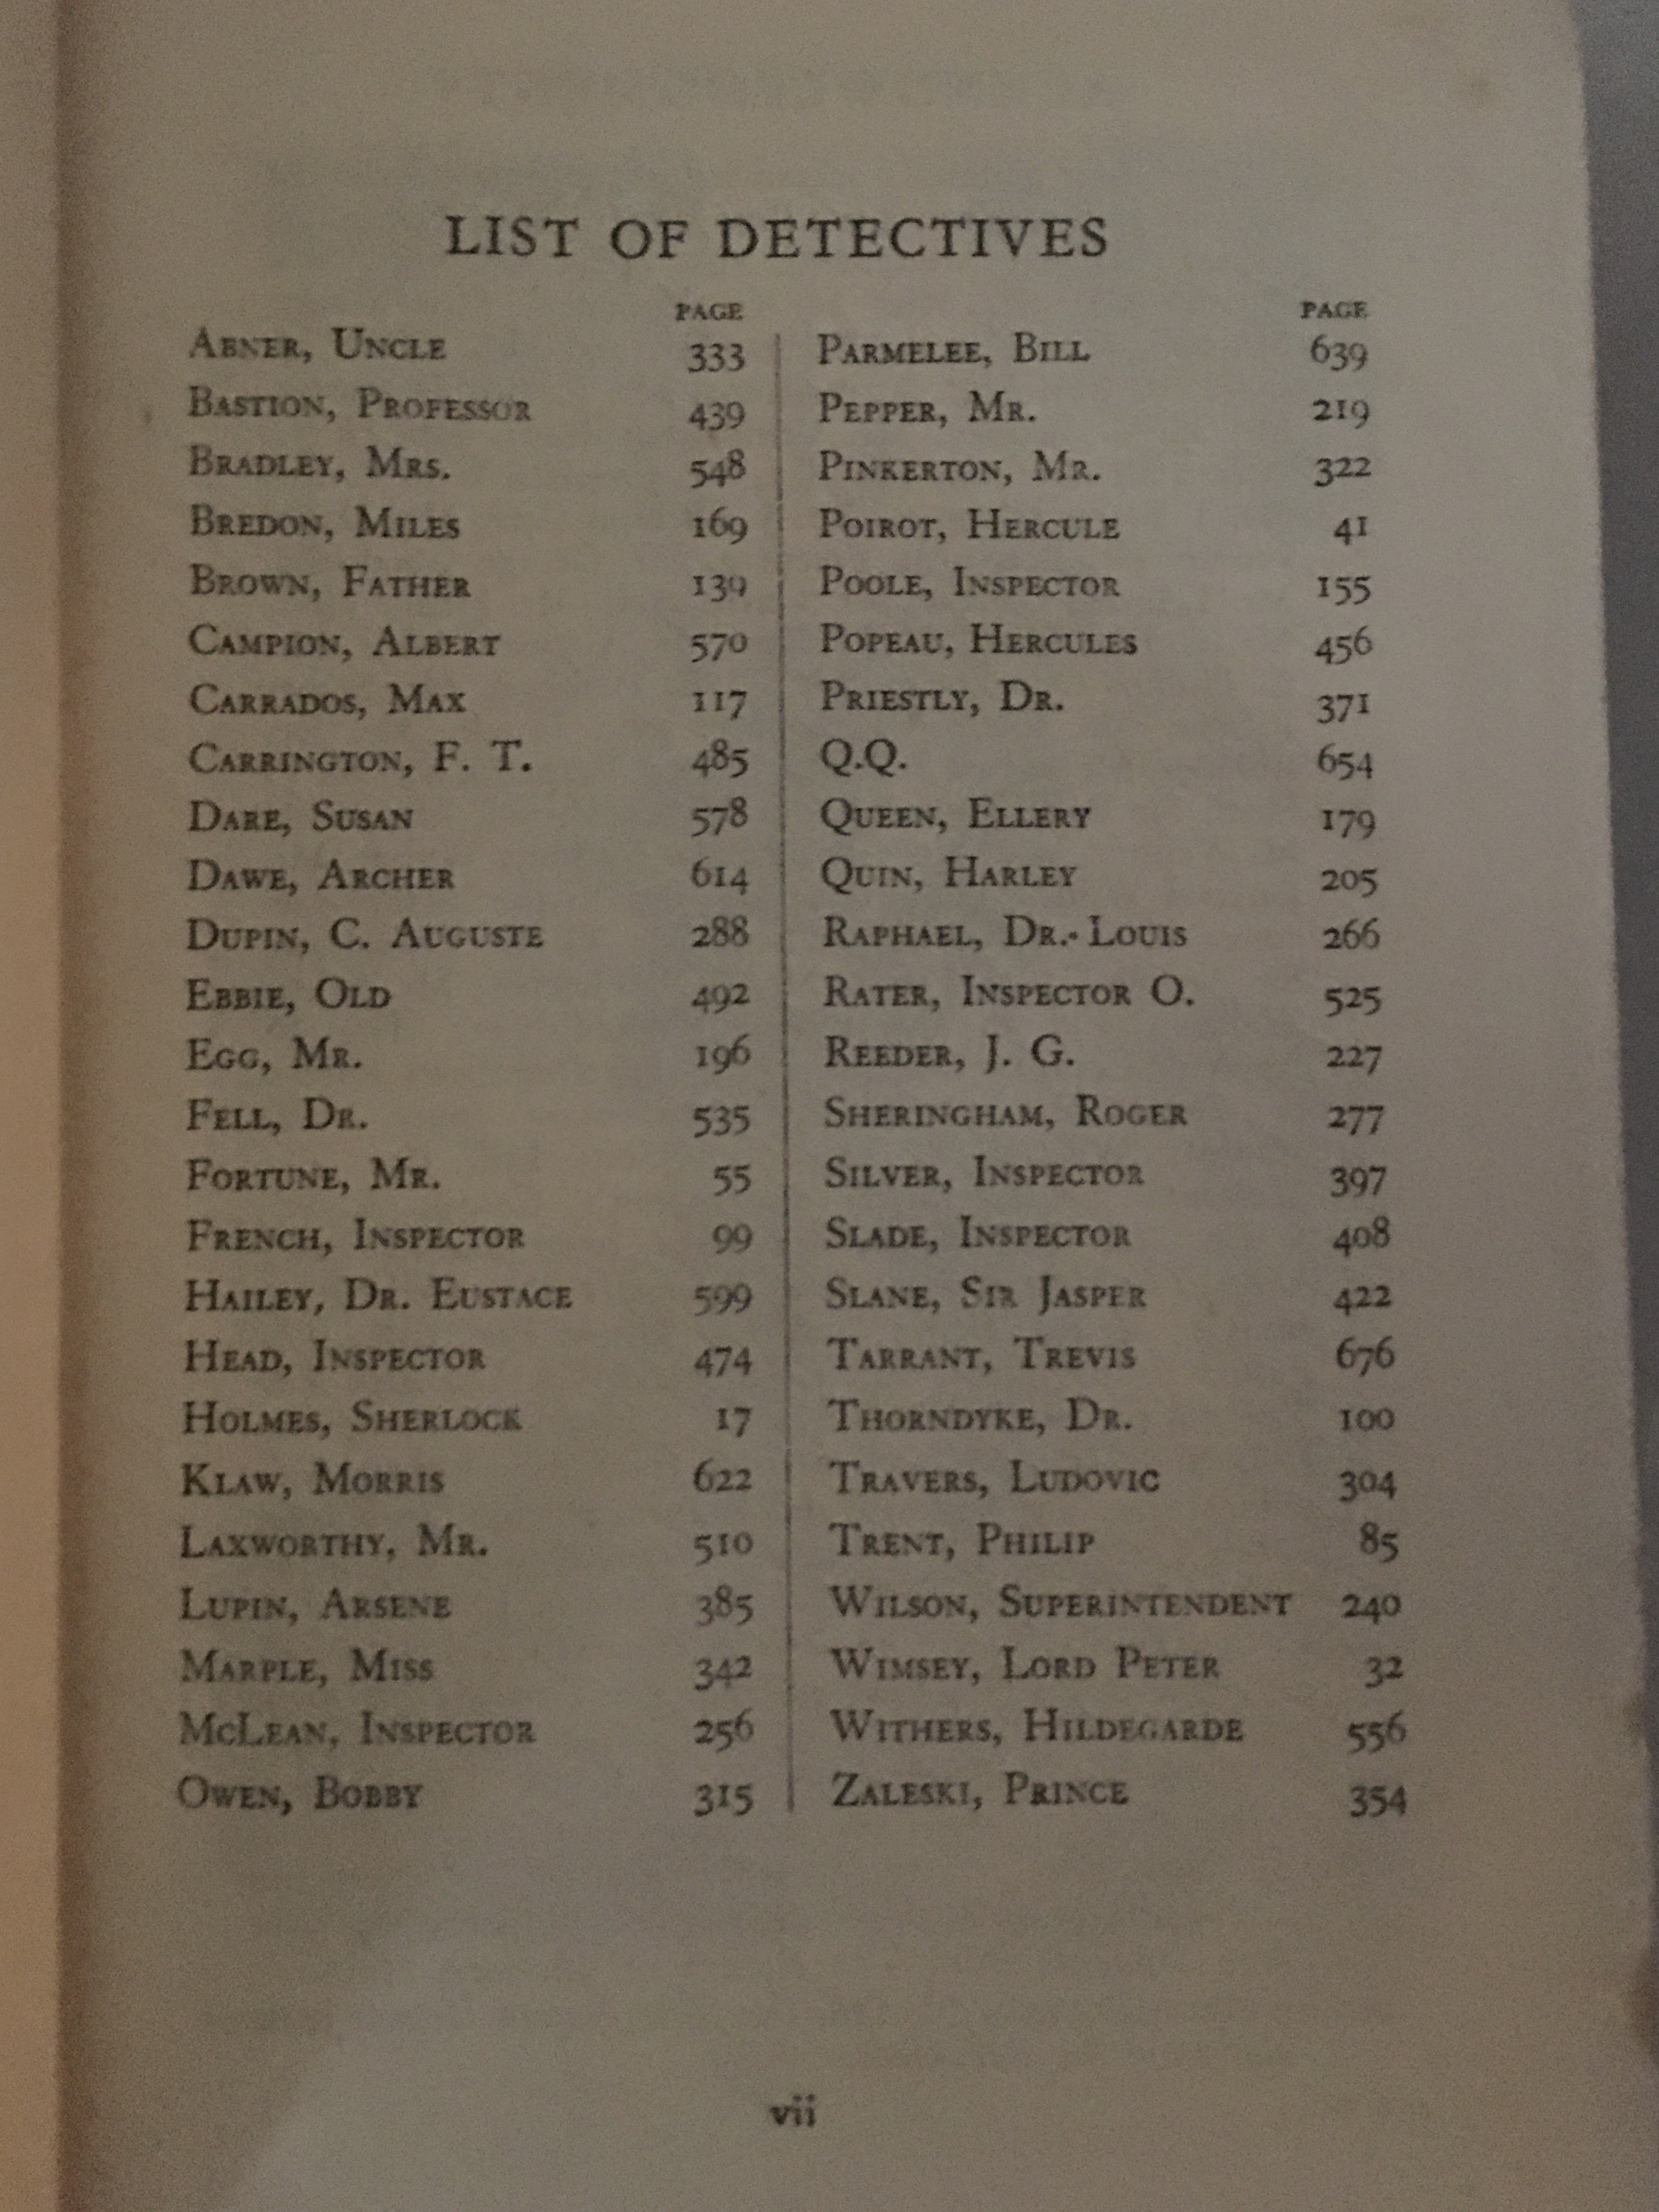 LIST OF DETECTIVES
PAGE
ABNER, UNCLE 333
BASTION, PROFESSOR 439
BRADLEY, MRS. 548
BREDON, MILES 169
BROWN, FATHER 139
CAMPION, ALBERT 570
CARRADOS, MAX 117
CARRINGTON, F. T. 485
DARE, SUSAN 578
DAWE, ARCHER 614
DUPIN, C. AUGUSTE 288
EBBIE, OLD 492
EGG, MR. 196
FELL, DR. 535
FORTUNE, MR. 55
FRENCH, INSPECTOR 99
HAILEY, DR. EUSTACE 599
HEAD, INSPECTOR 474
HOLMES, SHERLOCK 17
KLAW, MORRIS 622
LAXWORTHY, MR. 510
LUPIN, ARSENE 385
MARPLE, MISS 342
MCLEAN, INSPECTOR 256
OWEN, BOBBY 315
PAGE
PARMELEE, BILL 639
PEPPER, MR. 219
PINKERTON, MR. 322
POIROT, HERCULE 41
POOLE, INSPECTOR 155
POPEAU, HERCULES 456
PRIESTLY, DR. 371
Q.Q. 654
QUEEN, ELLERY 179
QUIN, HARLEY 205
RAPHAEL, DR. LOUIS 266
RATER, INSPECTOR O. 525
REEDER, J. G. 227
SHERINGHAM, ROGER 277
SILVER, INSPECTOR 397
SLADE, INSPECTOR 408
SLANE, SIR JASPER 422
TARRANT, TREVIS 676
THORNDYKE, DR. 100
TRAVERS, LUDOVIC 304
TRENT, PHILIP 85
WILSON, SUPERINTENDENT 240
WIMSEY, LORD PETER 32
WITHERS, HILDEGARDE 556
ZALESKI, PRINCE 354
vii